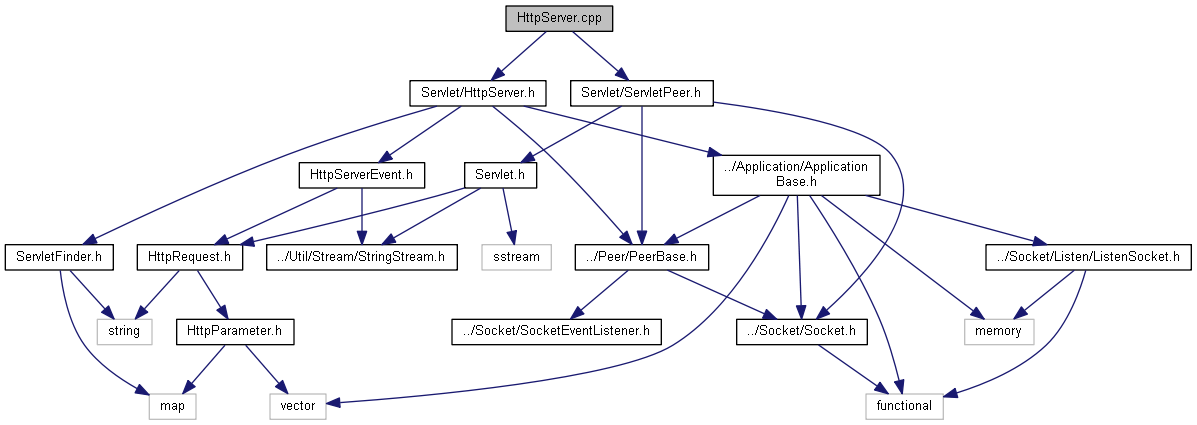 HttpServer.cpp
Servlet/HttpServer.h
Servlet/ServletPeer.h
HttpServerEvent.h
Servlet.h
../Application/Application
Base.h
ServletFinder.h
HttpRequest.h
../Util/Stream/StringStream.h
sstream
../Peer/PeerBase.h
../Socket/Listen/ListenSocket.h
string
HttpParameter.h
../Socket/SocketEventListener.h
../Socket/Socket.h
memory
map
vector
functional